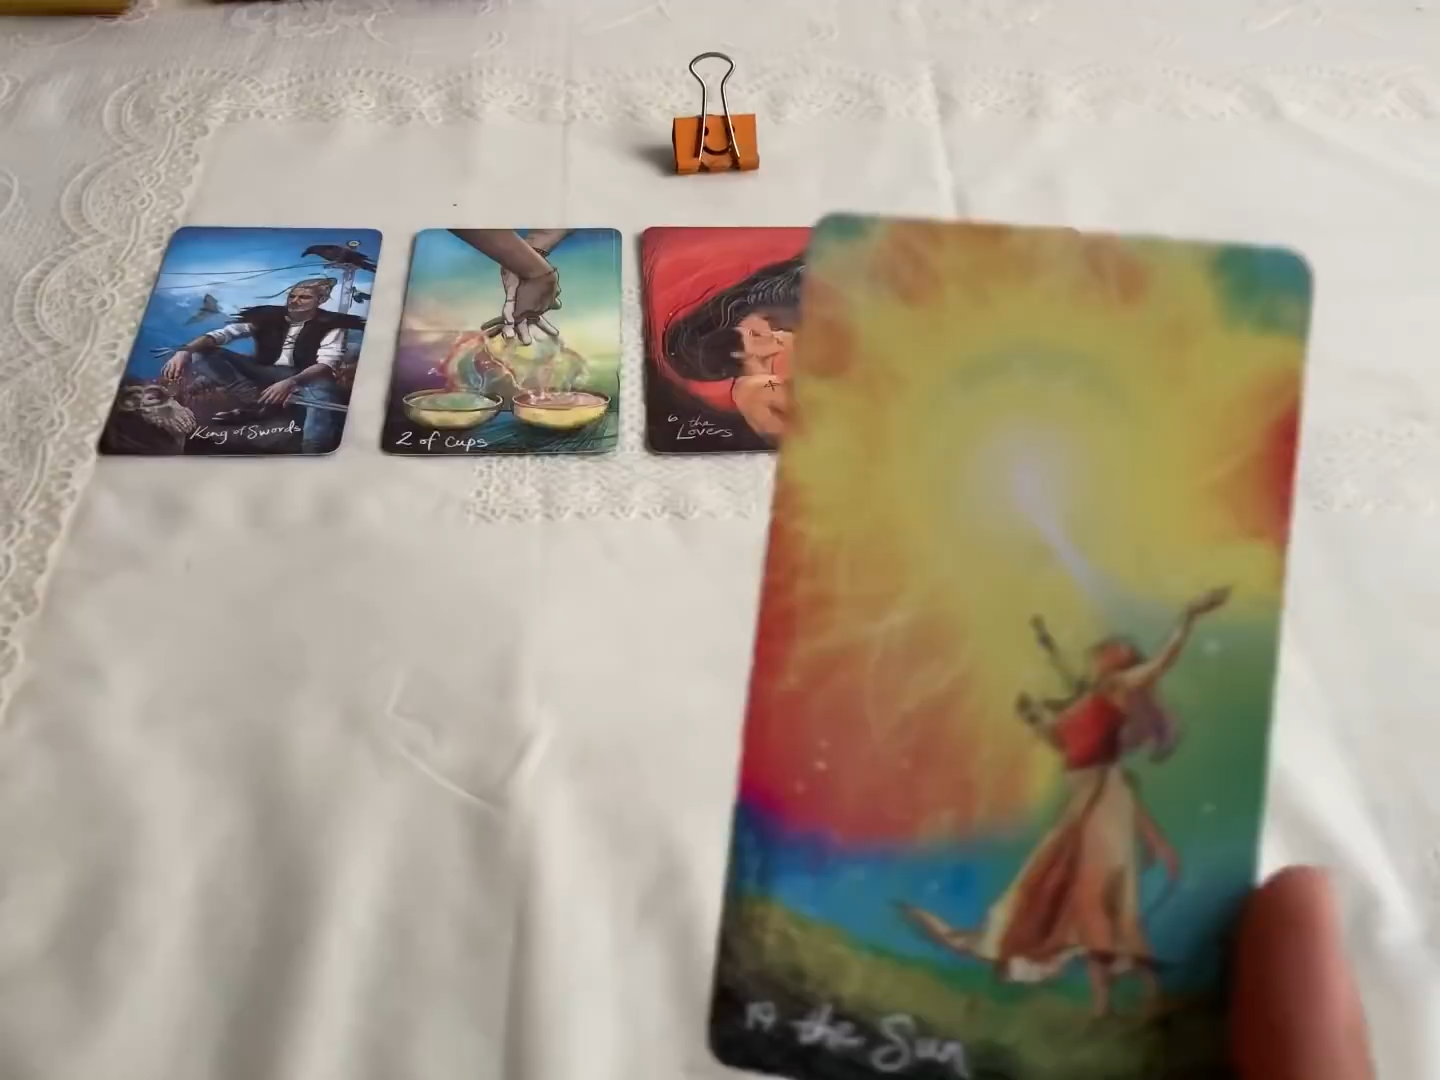 King of Swords
2 of Cups
6 the
Lovers
19 the Sun